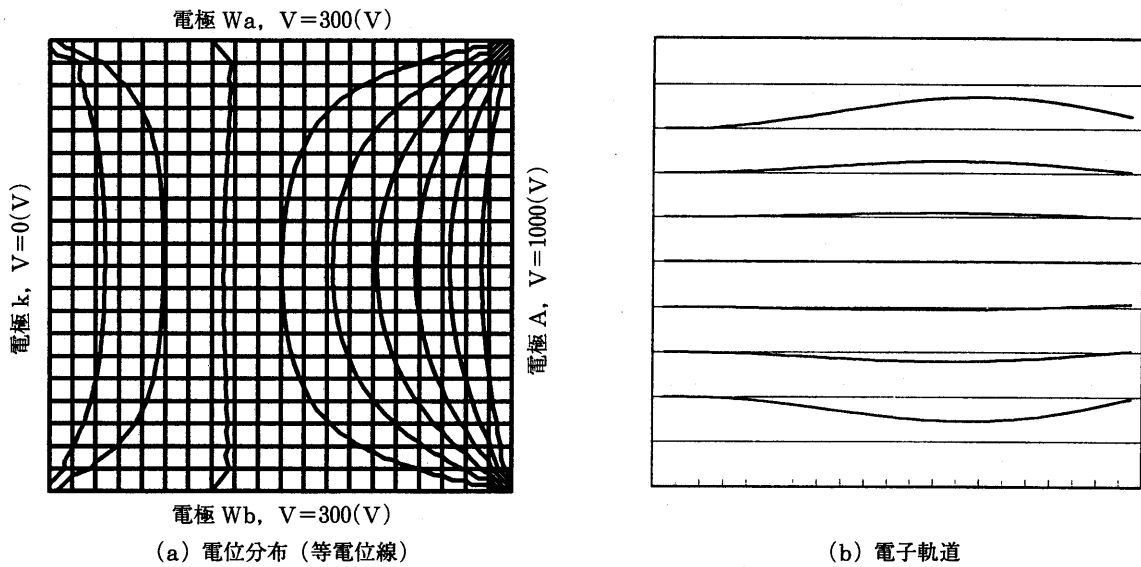 電極 Wa，V＝300(V)
電極 k，V＝0(V)
電極 A，V＝1000(V)
電極 Wb，V＝300(V)
(a) 電位分布（等電位線）
(b) 電子軌道